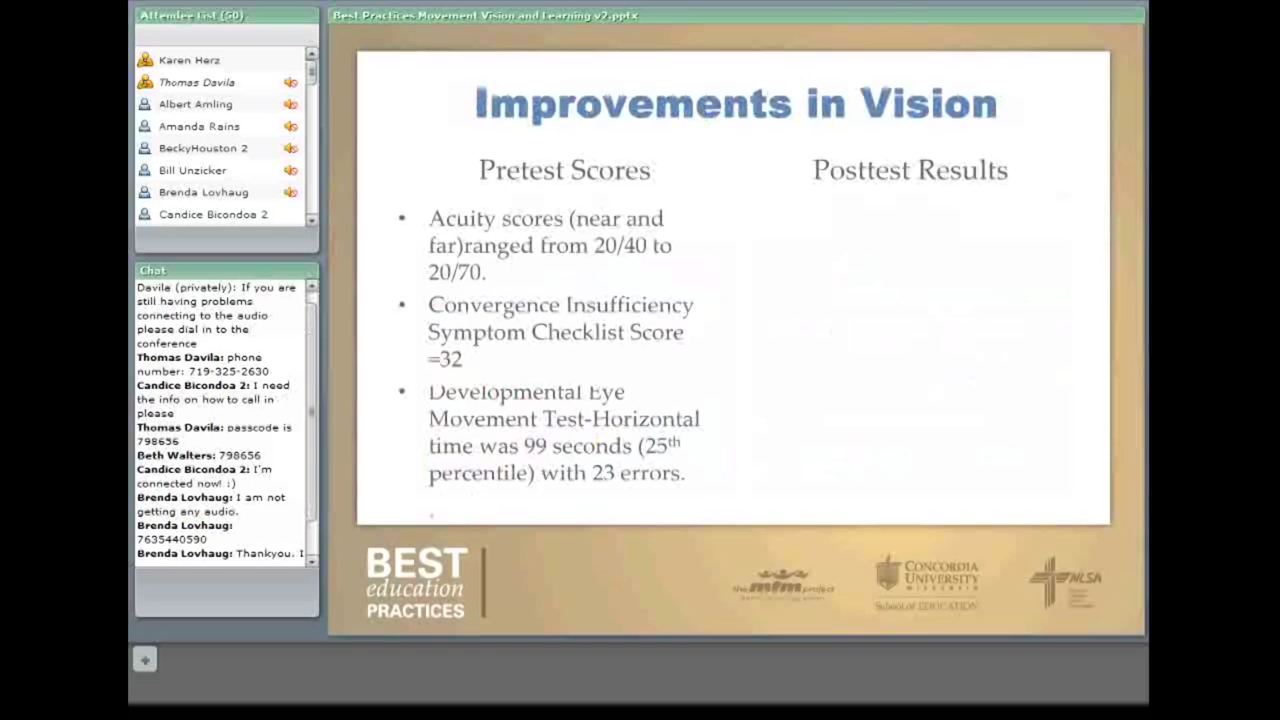 Attendee List (50)
Karen Herz
Thomas Davila
Albert Amling
Amanda Rains
BeckyHouston 2
Bill Unzicker
Brenda Lovhaug
Candice Bicondoa 2
Chat
Davila (privately): If you are
still having problems
connecting to the audio
please dial in to the
conference
Thomas Davila: phone
number: 719-325-2630
Candice Bicondoa 2: I need
the info on how to call in
please
Thomas Davila: passcode is
798656
Beth Walters: 798656
Candice Bicondoa 2: I'm
connected now! :)
Brenda Lovhaug: I am not
getting any audio.
Brenda Lovhaug:
7635440590
Brenda Lovhaug: Thankyou. I
Best Practices Movement Vision and Learning v2.pptx
Improvements in Vision
Pretest Scores
• Acuity scores (near and
far)ranged from 20/40 to
20/70.
• Convergence Insufficiency
Symptom Checklist Score
=32
• Developmental Eye
Movement Test-Horizontal
time was 99 seconds (25th
percentile) with 23 errors.
.
Posttest Results
BEST
education
PRACTICES
the mfm project
CONCORDIA
UNIVERSITY
WISCONSIN
School of EDUCATION
NLSA